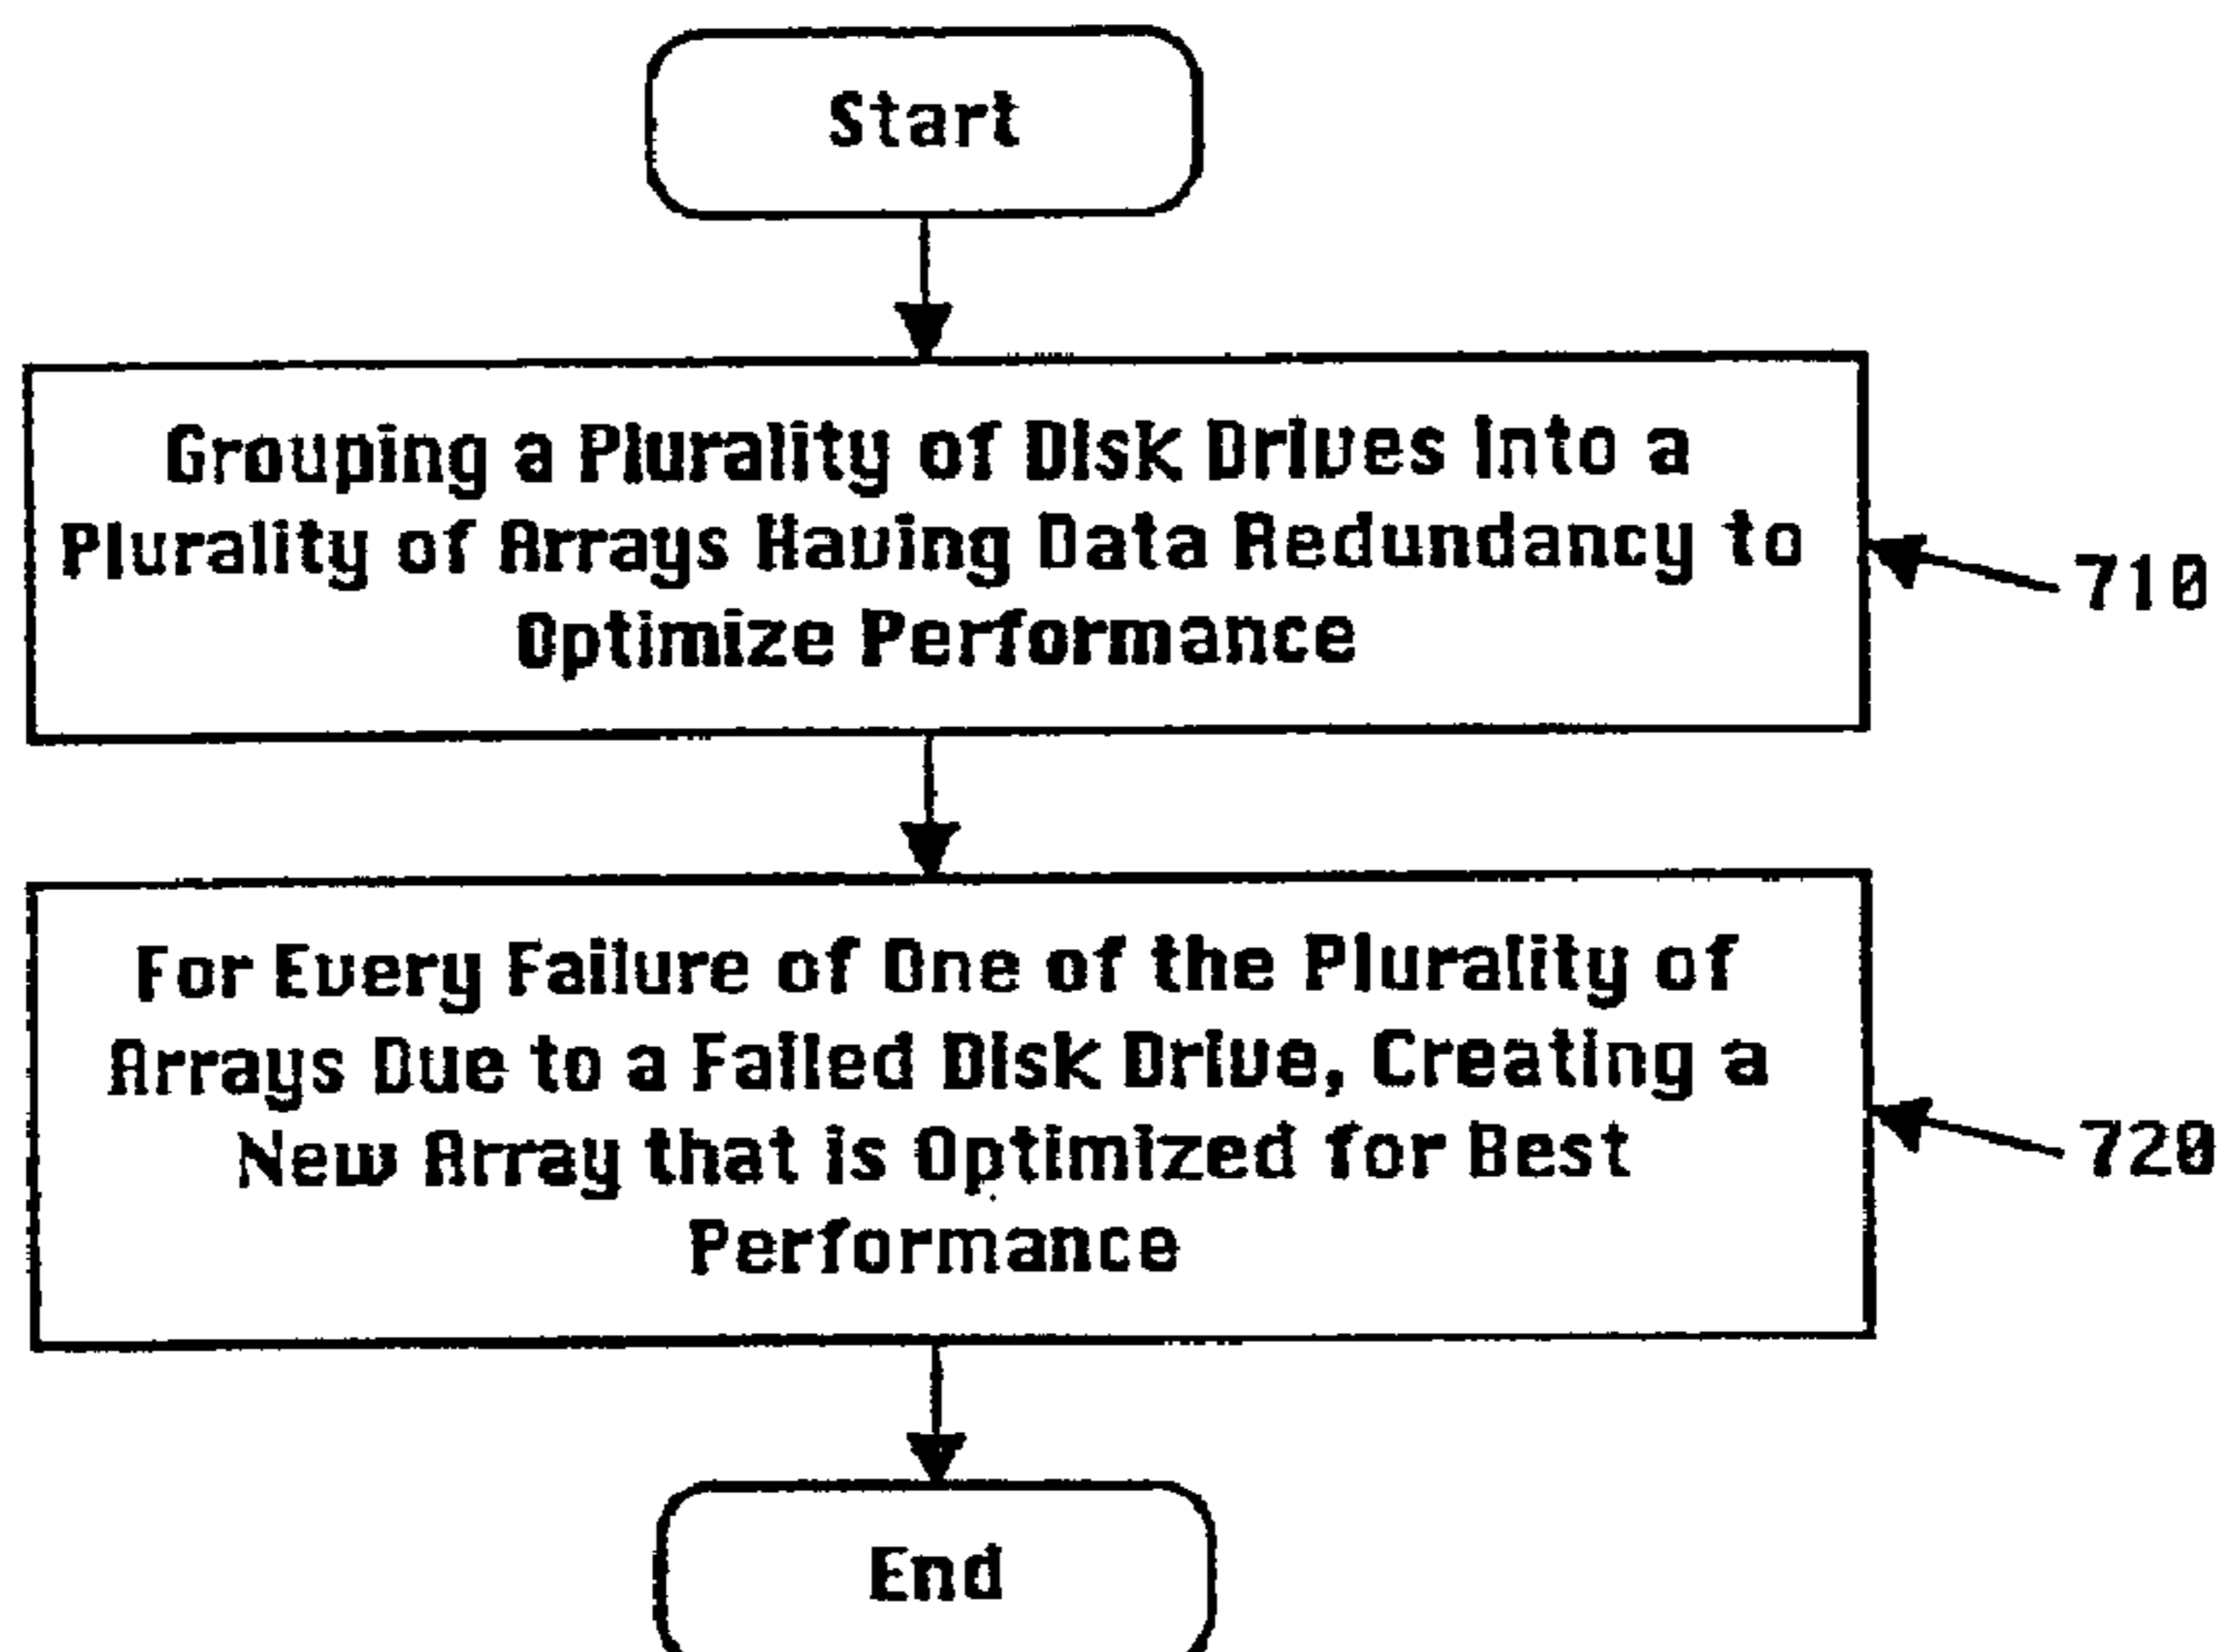 Start
Grouping a Plurality of Disk Drives into a
Plurality of Arrays Having Data Redundancy to
Optimize Performance
710
For Every Failure of One of the Plurality of
Arrays Due to a Failed Disk Drive, Creating a
New Array that is Optimized for Best
Performance
720
End